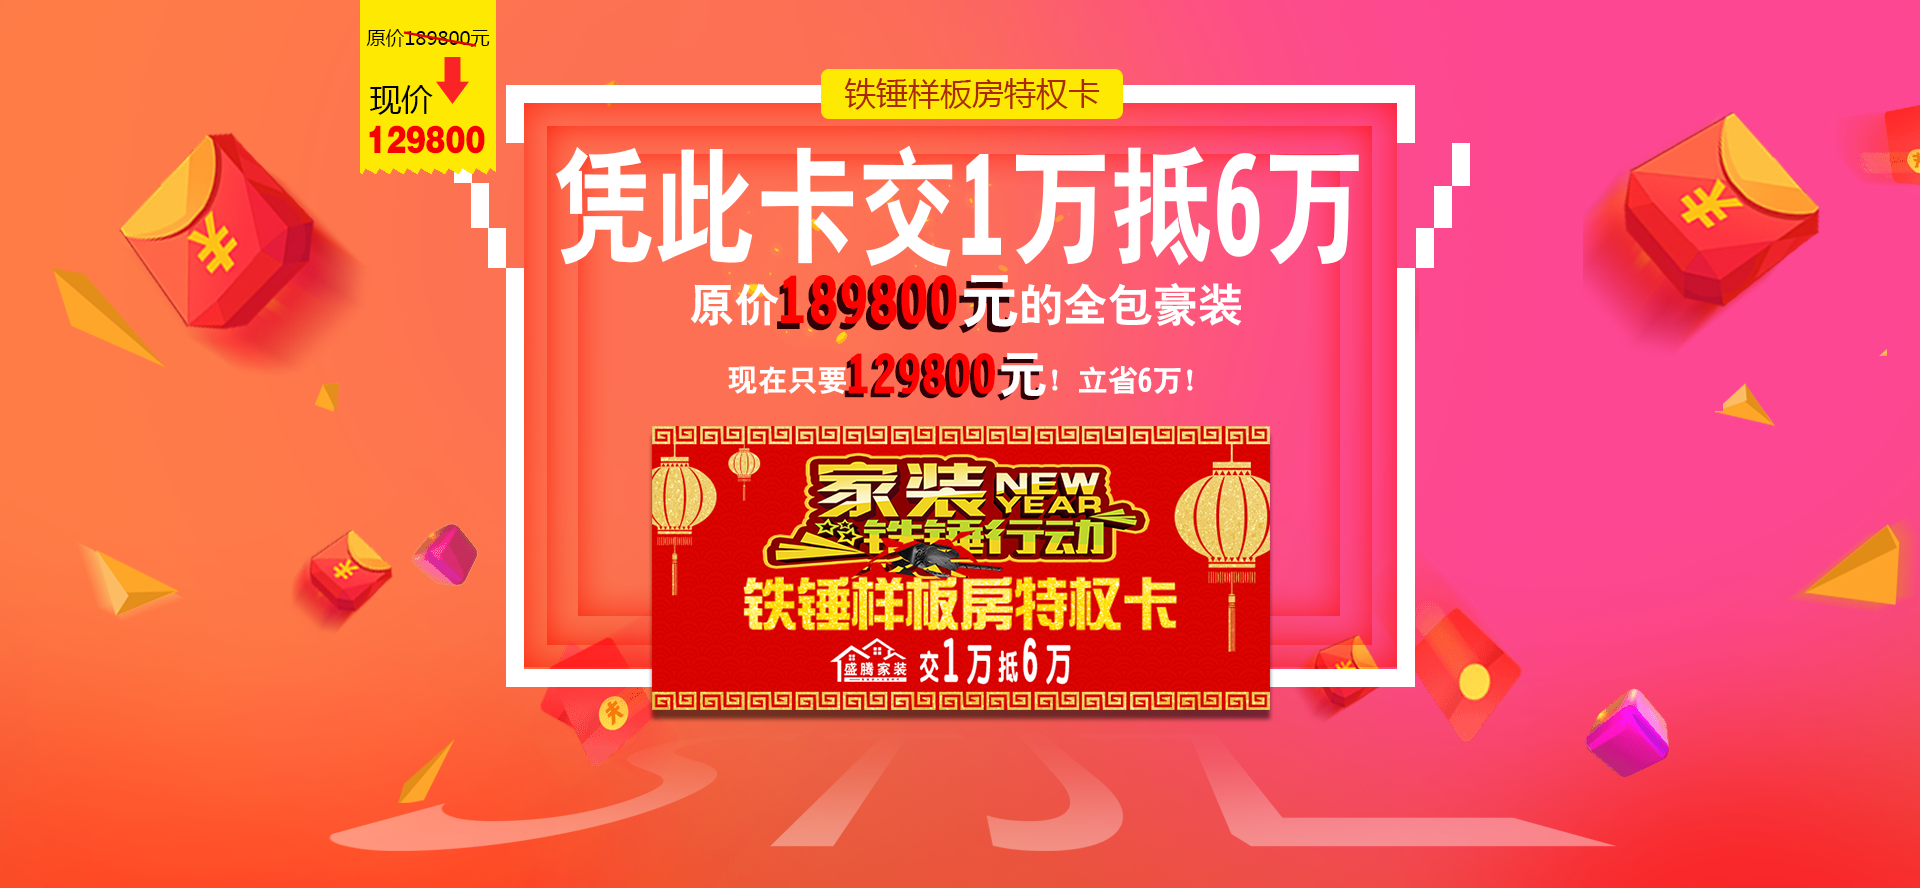 原价189800元
现价
129800
铁锤样板房特权卡
凭此卡交1万抵6万
原价189800元的全包豪装
现在只要129800元！立省6万！
家装NEW YEAR
铁锤行动
铁锤样板房特权卡
盛腾家装 交1万抵6万